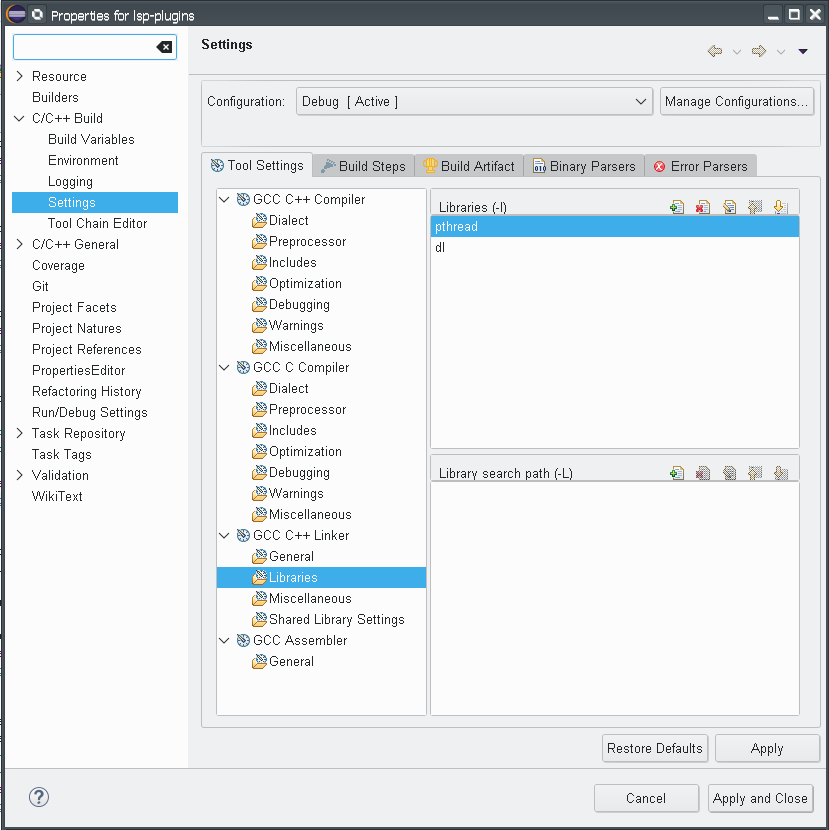 Properties for lsp-plugins
Settings
Resource
Builders
C/C++ Build
Build Variables
Environment
Logging
Settings
Tool Chain Editor
C/C++ General
Coverage
Git
Project Facets
Project Natures
Project References
PropertiesEditor
Refactoring History
Run/Debug Settings
Task Repository
Task Tags
Validation
WikiText
Configuration: Debug [ Active ] Manage Configurations...
Tool Settings Build Steps Build Artifact Binary Parsers Error Parsers
GCC C++ Compiler
Dialect
Preprocessor
Includes
Optimization
Debugging
Warnings
Miscellaneous
GCC C Compiler
Dialect
Preprocessor
Includes
Optimization
Debugging
Warnings
Miscellaneous
GCC C++ Linker
General
Libraries
Miscellaneous
Shared Library Settings
GCC Assembler
General
Libraries (-l)
pthread
dl
Library search path (-L)
Restore Defaults Apply
Cancel Apply and Close